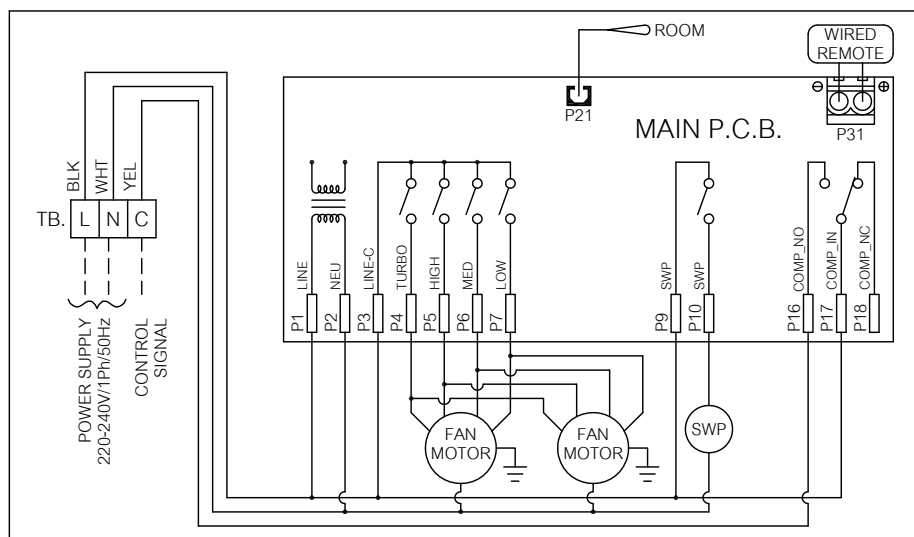 ROOM
WIRED
REMOTE
P21
MAIN P.C.B.
P31
BLK
WHT
YEL
TB.
L
N
C
LINE
NEU
LINE-C
TURBO
HIGH
MED
LOW
SWP
SWP
COMP_NO
COMP_IN
COMP_NC
P1
P2
P3
P4
P5
P6
P7
P9
P10
P16
P17
P18
POWER SUPPLY
220-240V/1Ph/50Hz
CONTROL
SIGNAL
FAN
MOTOR
FAN
MOTOR
SWP